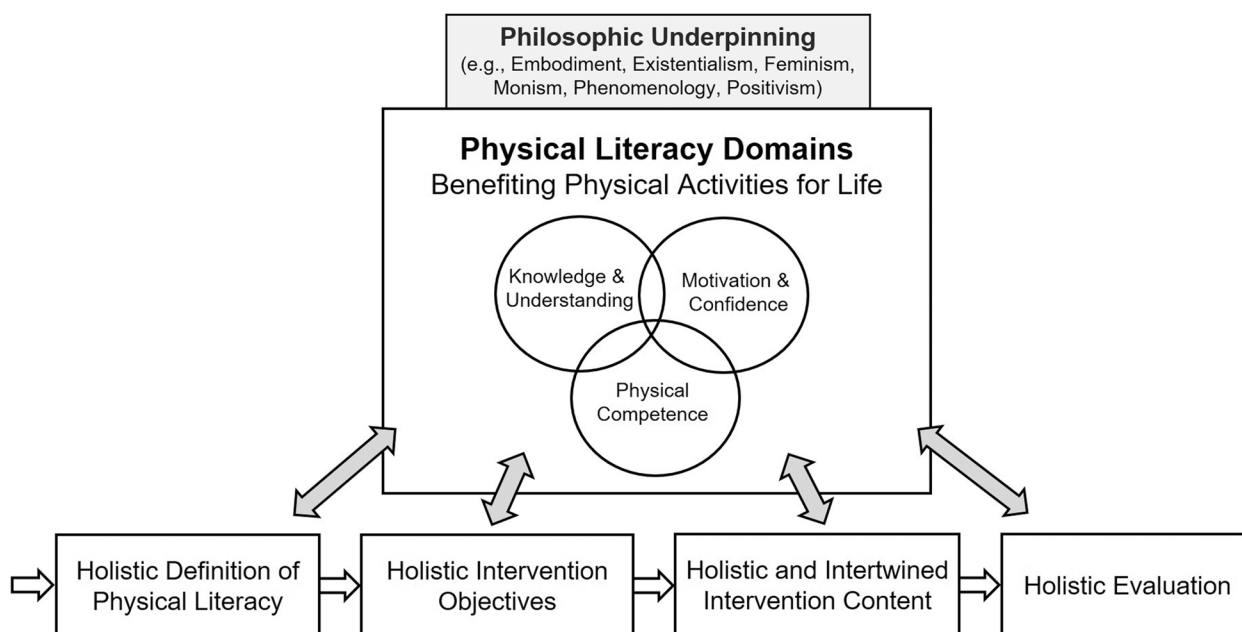 Philosophic Underpinning
(e.g., Embodiment, Existentialism, Feminism,
Monism, Phenomenology, Positivism)
Physical Literacy Domains
Benefiting Physical Activities for Life
Knowledge &
Understanding
Motivation &
Confidence
Physical
Competence
Holistic Definition of
Physical Literacy
Holistic Intervention
Objectives
Holistic and Intertwined
Intervention Content
Holistic Evaluation